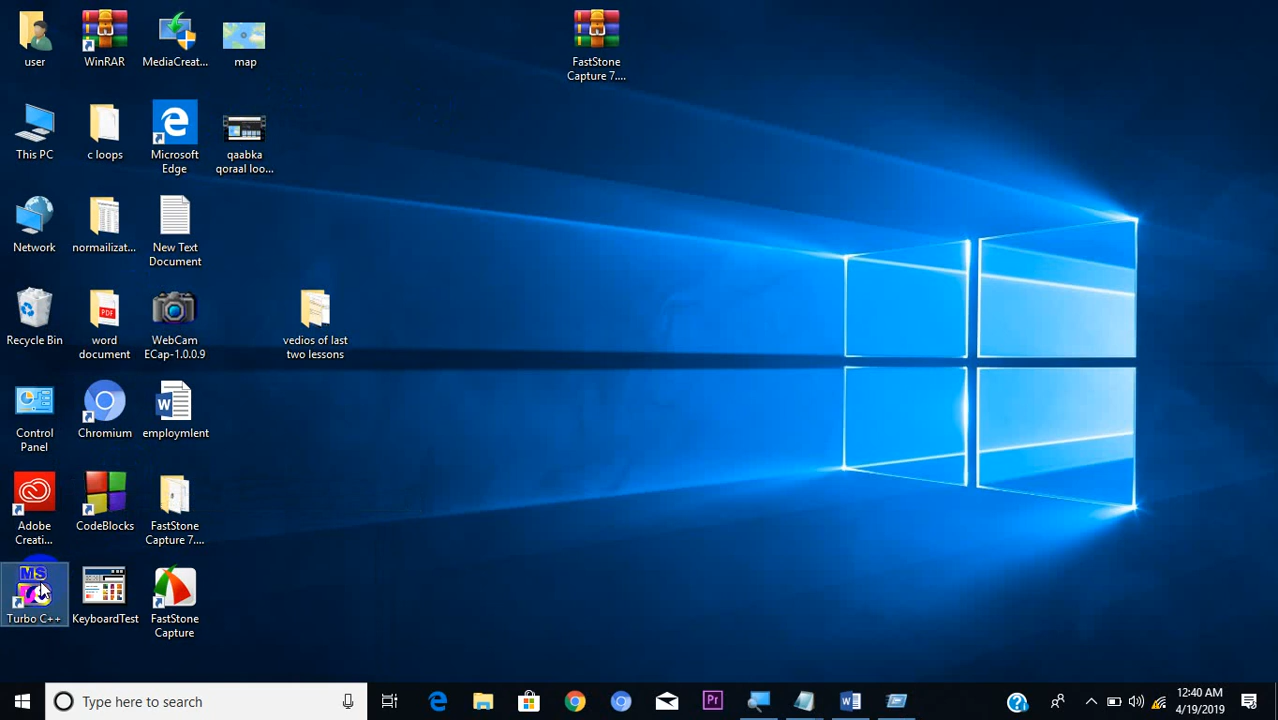 user
WinRAR
MediaCreat...
map
FastStone
Capture 7....
This PC
c loops
Microsoft
Edge
qaabka
qoraal loo...
Network
normailizat...
New Text
Document
Recycle Bin
PDF
word
document
WebCam
ECap-1.0.0.9
vedios of last
two lessons
Control
Panel
Chromium
W
employmlent
Adobe
Creati...
CodeBlocks
FastStone
Capture 7....
MS
Turbo C++
KeyboardTest
FastStone
Capture
Type here to search
Pr
12:40 AM
4/19/2019